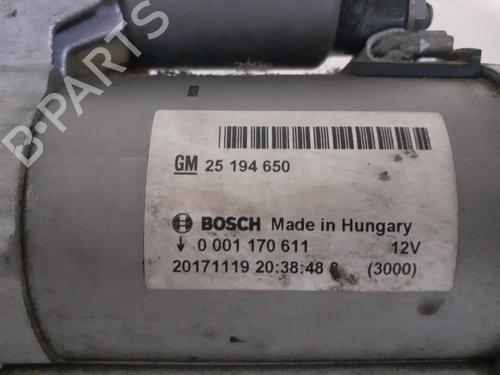 GM 25 194 650
BOSCH Made in Hungary
0 001 170 611 12V
20171119 20:38:48 8 (3000)
B-PARTS